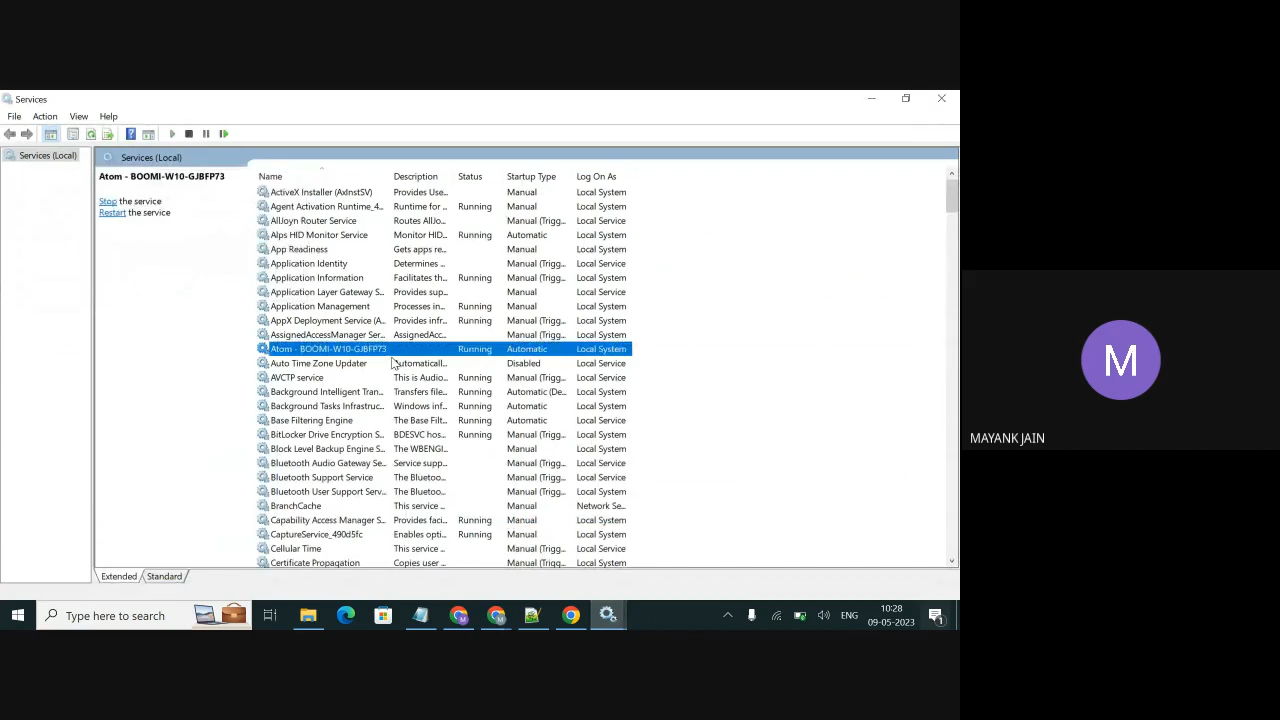 Services
File Action View Help
Services (Local)
Services (Local)
Atom - BOOMI-W10-GJBFP73
Stop the service
Restart the service
Name Description Status Startup Type Log On As
ActiveX Installer (AxInstSV) Provides Use... Manual Local System
Agent Activation Runtime_4... Runtime for ... Running Manual Local System
AllJoyn Router Service Routes AllJo... Manual (Trigg... Local Service
Alps HID Monitor Service Monitor HID... Running Automatic Local System
App Readiness Gets apps re... Manual Local System
Application Identity Determines ... Manual (Trigg... Local Service
Application Information Facilitates th... Running Manual (Trigg... Local System
Application Layer Gateway S... Provides sup... Manual Local Service
Application Management Processes in... Running Manual Local System
AppX Deployment Service (A... Provides infr... Running Manual (Trigg... Local System
AssignedAccessManager Ser... AssignedAcc... Manual (Trigg... Local System
Atom - BOOMI-W10-GJBFP73 Running Automatic Local System
Auto Time Zone Updater Automaticall... Disabled Local Service
AVCTP service This is Audio... Running Manual (Trigg... Local Service
Background Intelligent Tran... Transfers file... Running Automatic (De... Local System
Background Tasks Infrastruc... Windows inf... Running Automatic Local System
Base Filtering Engine The Base Filt... Running Automatic Local Service
BitLocker Drive Encryption S... BDESVC hos... Running Manual (Trigg... Local System
Block Level Backup Engine S... The WBENGI... Manual Local System
Bluetooth Audio Gateway Se... Service supp... Manual (Trigg... Local Service
Bluetooth Support Service The Bluetoo... Manual (Trigg... Local Service
Bluetooth User Support Serv... The Bluetoo... Manual (Trigg... Local System
BranchCache This service ... Manual Network Se...
Capability Access Manager S... Provides faci... Running Manual Local System
CaptureService_490d5fc Enables opti... Running Manual Local System
Cellular Time This service ... Manual (Trigg... Local Service
Certificate Propagation Copies user ... Manual (Trigg... Local System
Extended Standard
Type here to search
ENG
10:28
09-05-2023
1
M
MAYANK JAIN